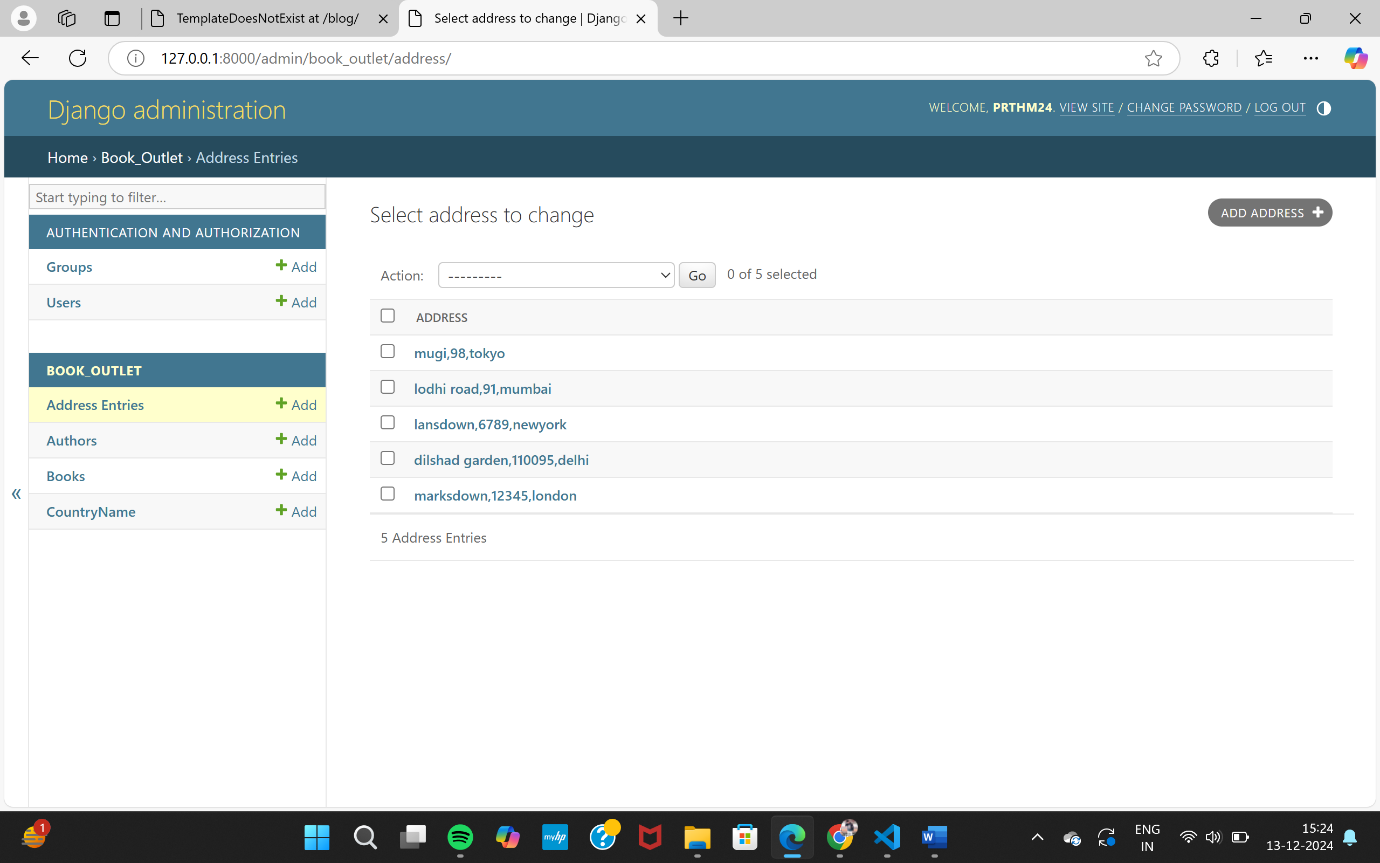 TemplateDoesNotExist at /blog/
Select address to change | Django
127.0.0.1:8000/admin/book_outlet/address/
Django administration
WELCOME, PRTHM24. VIEW SITE / CHANGE PASSWORD / LOG OUT
Home › Book_Outlet › Address Entries
Start typing to filter...
AUTHENTICATION AND AUTHORIZATION
Groups + Add
Users + Add
BOOK_OUTLET
Address Entries + Add
Authors + Add
Books + Add
CountryName + Add
«
Select address to change
ADD ADDRESS +
Action: --------- Go 0 of 5 selected
ADDRESS
mugi,98,tokyo
lodhi road,91,mumbai
lansdown,6789,newyork
dilshad garden,110095,delhi
marksdown,12345,london
5 Address Entries
1
myhp
?
W
ENG
IN
15:24
13-12-2024